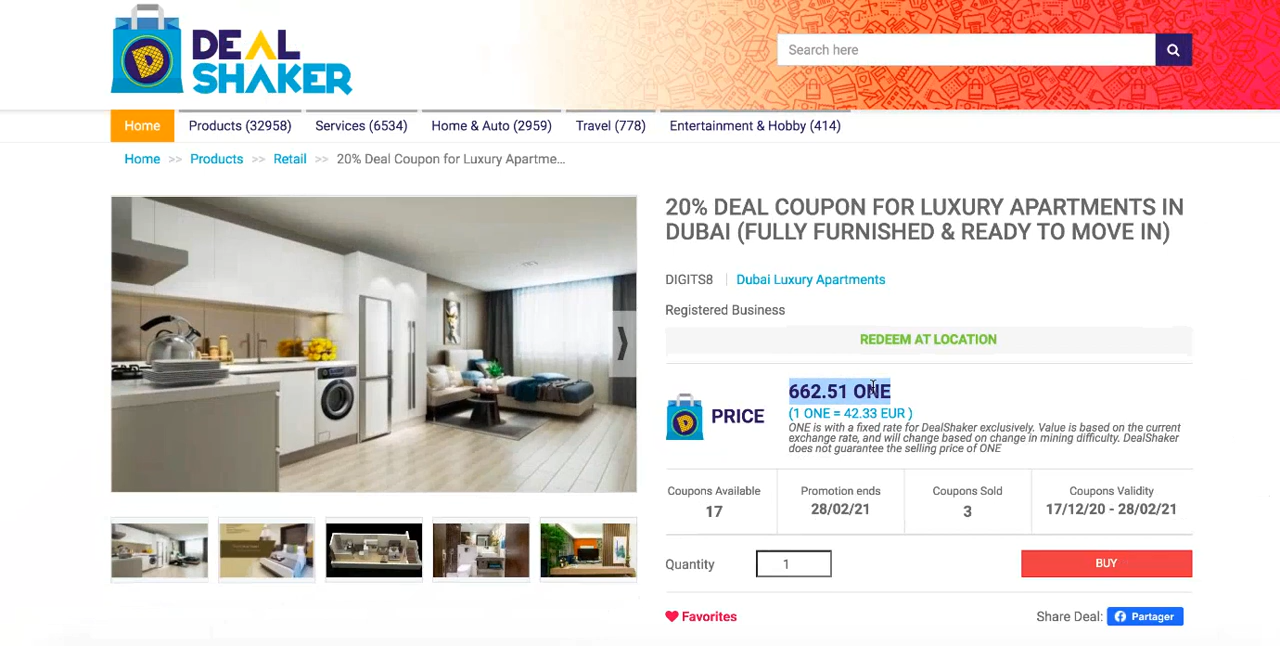 DEAL
SHAKER
Search here
Home
Products (32958)
Services (6534)
Home & Auto (2959)
Travel (778)
Entertainment & Hobby (414)
Home >> Products >> Retail >> 20% Deal Coupon for Luxury Apartme...
20% DEAL COUPON FOR LUXURY APARTMENTS IN
DUBAI (FULLY FURNISHED & READY TO MOVE IN)
DIGITS8 | Dubai Luxury Apartments
Registered Business
REDEEM AT LOCATION
PRICE
662.51 ONE
(1 ONE = 42.33 EUR )
ONE is with a fixed rate for DealShaker exclusively. Value is based on the current
exchange rate, and will change based on change in mining difficulty. DealShaker
does not guarantee the selling price of ONE
Coupons Available
17
Promotion ends
28/02/21
Coupons Sold
3
Coupons Validity
17/12/20 - 28/02/21
Quantity
1
BUY
Favorites
Share Deal:
Partager